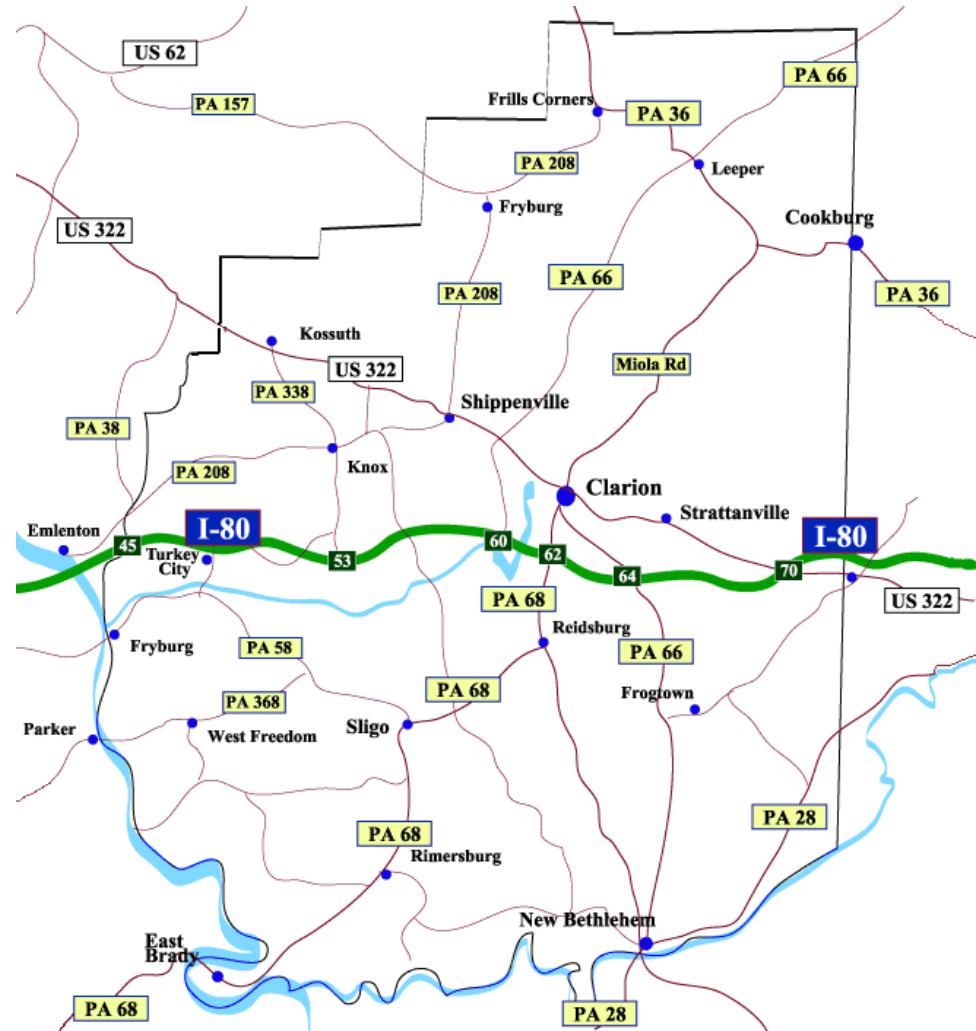 US 62
PA 66
PA 157
Frills Corners
PA 36
PA 208
Leeper
Fryburg
Cookburg
US 322
PA 66
PA 208
PA 36
Kossuth
US 322
Miola Rd
PA 338
Shippenville
PA 38
Knox
PA 208
Clarion
Strattanville
Emlenton
I-80
I-80
45
Turkey
City
53
60
62
64
70
PA 68
US 322
Reidsburg
Fryburg
PA 58
PA 66
PA 68
Frogtown
PA 368
Parker
West Freedom
Sligo
PA 28
PA 68
Rimersburg
New Bethlehem
East
Brady
PA 68
PA 28